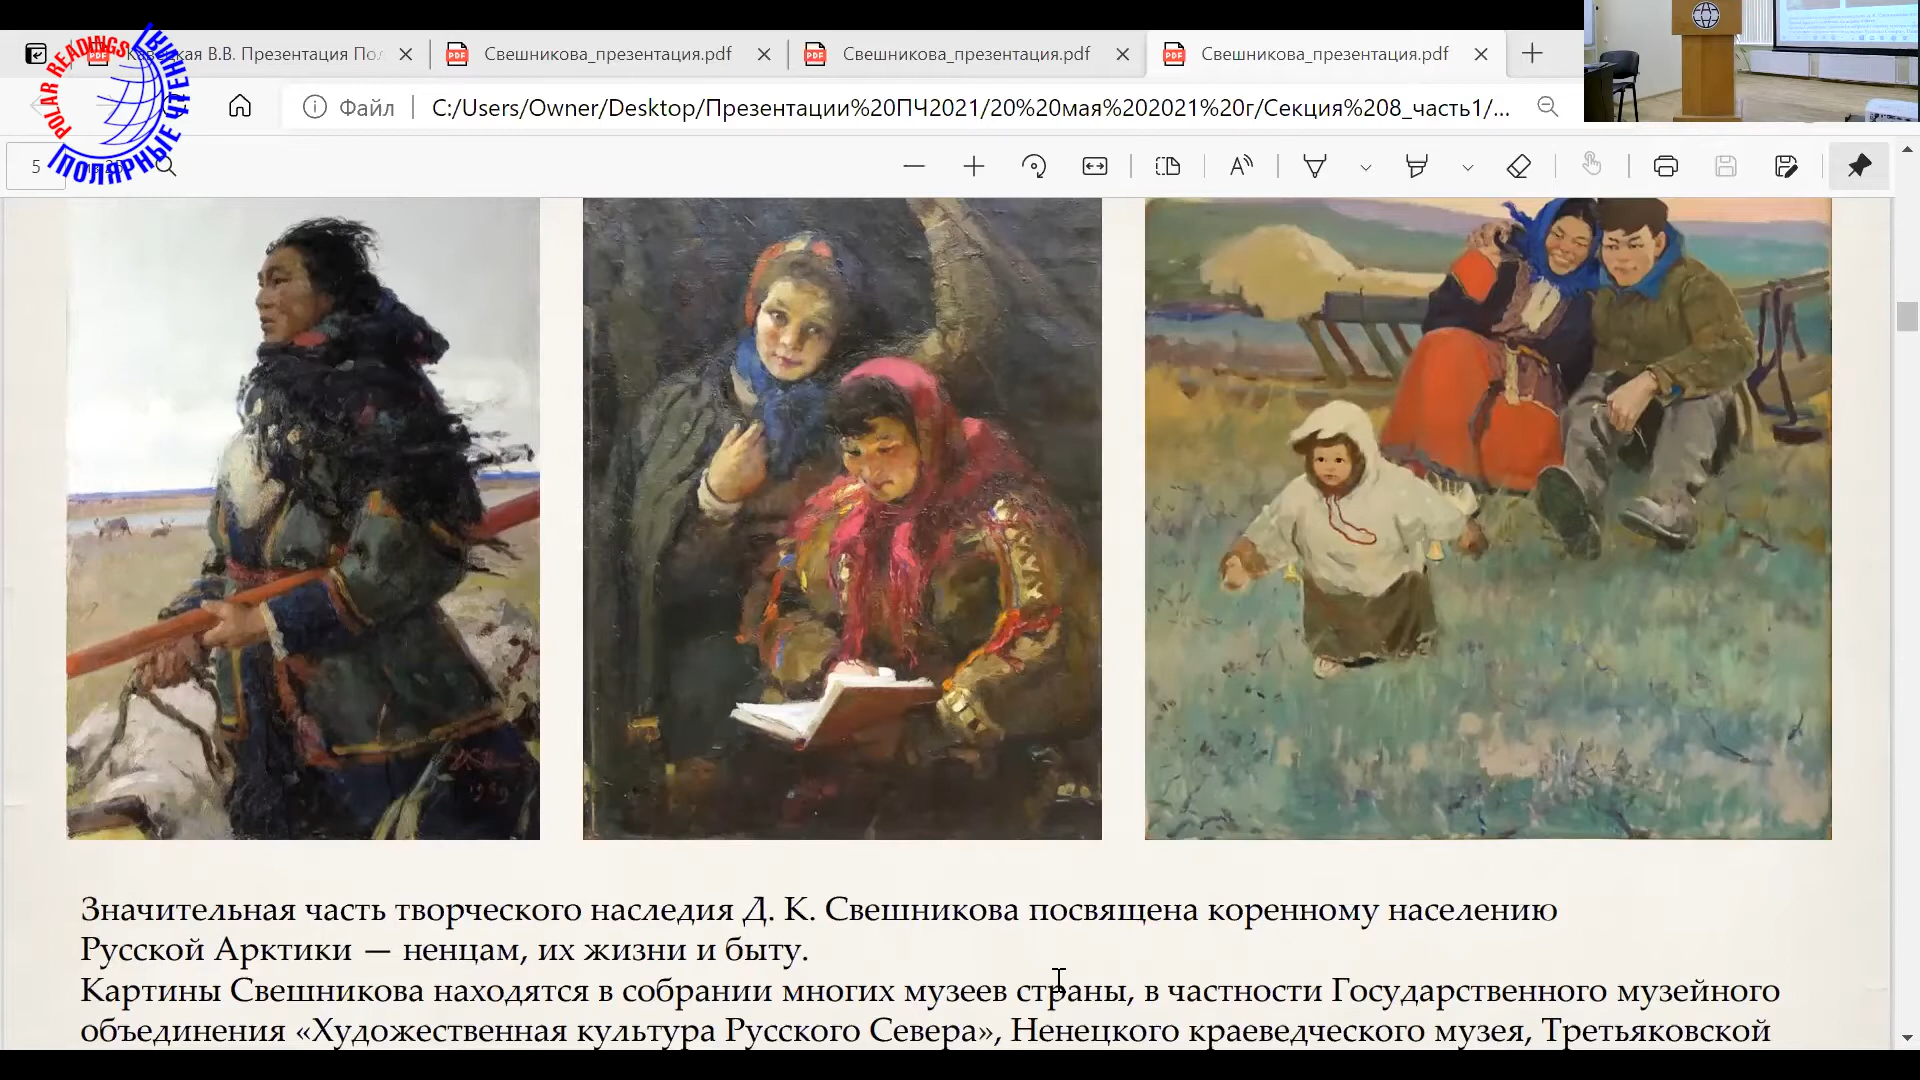 POLAR READINGS
ПОЛЯРНЫЕ ЧТЕНИЯ
В.В. Презентация
Свешникова_презентация.pdf
Свешникова_презентация.pdf
Свешникова_презентация.pdf
Файл
C:/Users/Owner/Desktop/Презентации%20ПЧ2021/20%20мая%202021%20г/Секция%208_часть1/...
5
Значительная часть творческого наследия Д. К. Свешникова посвящена коренному населению
Русской Арктики — ненцам, их жизни и быту.
Картины Свешникова находятся в собрании многих музеев страны, в частности Государственного музейного
объединения «Художественная культура Русского Севера», Ненецкого краеведческого музея, Третьяковской